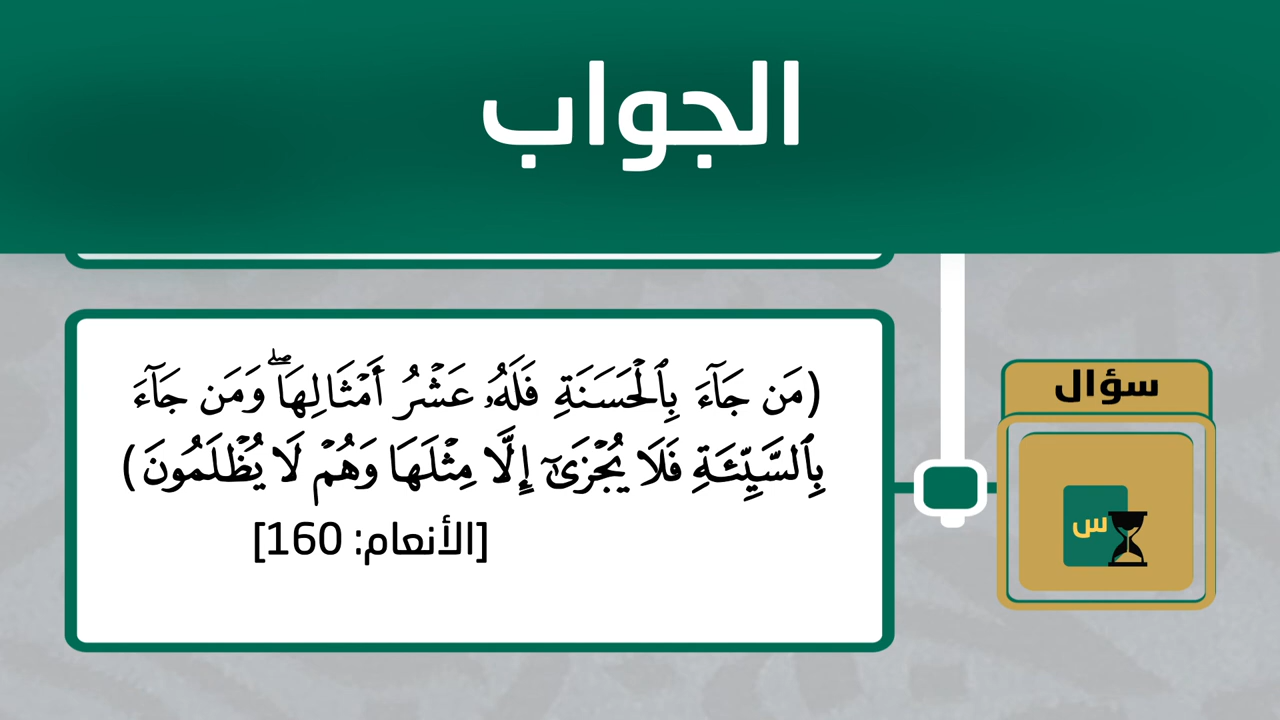 الجواب
(مَن جَآءَ بِٱلۡحَسَنَةِ فَلَهُۥ عَشۡرُ أَمۡثَالِهَاۖ وَمَن جَآءَ
بِٱلسَّيِّئَةِ فَلَا يُجۡزَىٰٓ إِلَّا مِثۡلَهَا وَهُمۡ لَا يُظۡلَمُونَ)
[الأنعام: 160]
سؤال
س